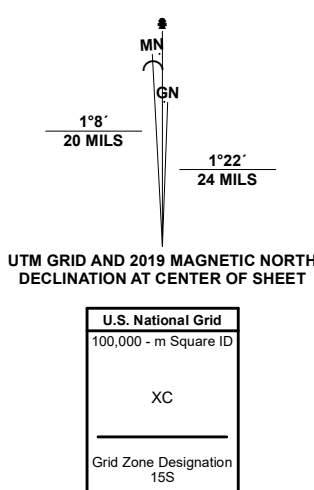 MN
GN
1°8´
20 MILS
1°22´
24 MILS
UTM GRID AND 2019 MAGNETIC NORTH
DECLINATION AT CENTER OF SHEET
U.S. National Grid
100,000 - m Square ID
XC
Grid Zone Designation
15S